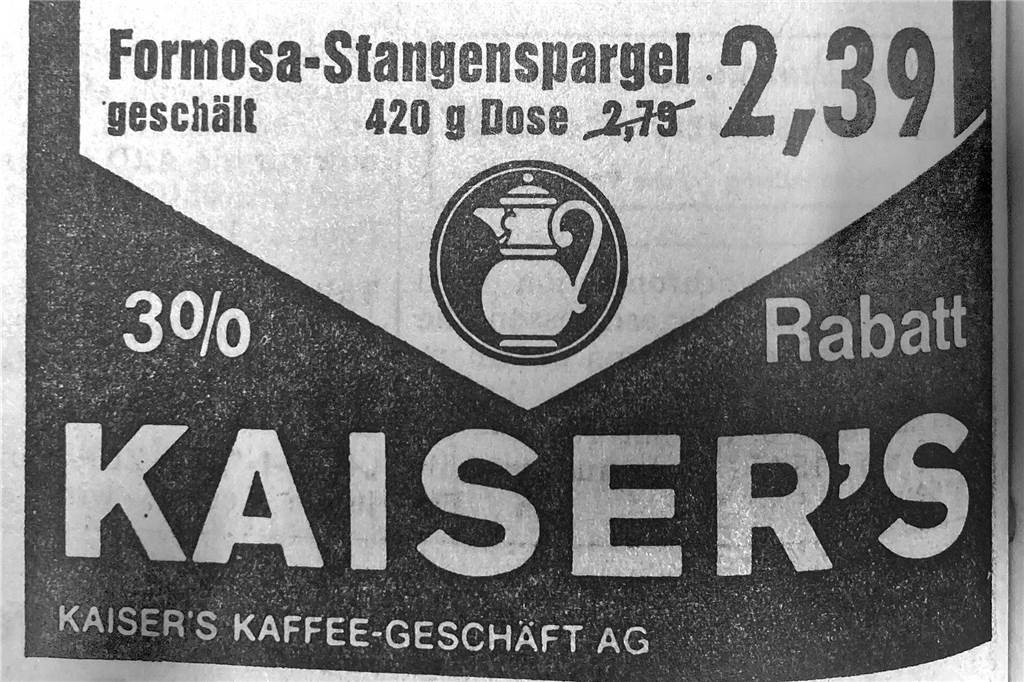 Formosa-Stangenspargel 2,39
geschält 420 g Dose 2,79
3% Rabatt
KAISER'S
KAISER'S KAFFEE-GESCHÄFT AG